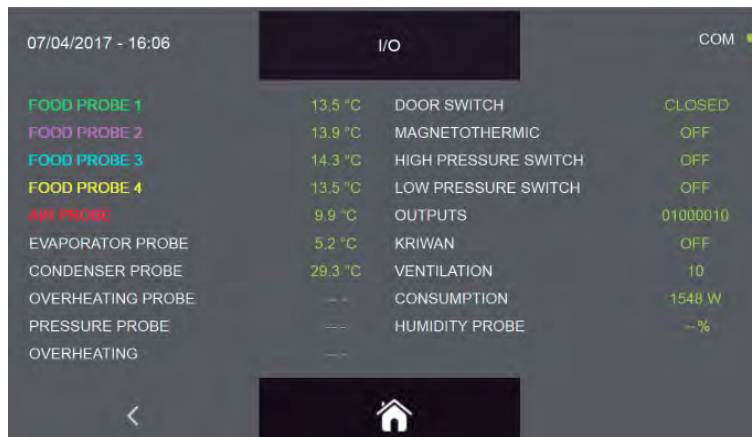 07/04/2017 - 16:06 I/O COM
FOOD PROBE 1 13.5 °C DOOR SWITCH CLOSED
FOOD PROBE 2 13.9 °C MAGNETOTHERMIC OFF
FOOD PROBE 3 14.3 °C HIGH PRESSURE SWITCH OFF
FOOD PROBE 4 13.5 °C LOW PRESSURE SWITCH OFF
AIR PROBE 9.9 °C OUTPUTS 01000010
EVAPORATOR PROBE 5.2 °C KRIWAN OFF
CONDENSER PROBE 29.3 °C VENTILATION 10
OVERHEATING PROBE -- - CONSUMPTION 1548 W
PRESSURE PROBE -- - HUMIDITY PROBE --%
OVERHEATING -- -